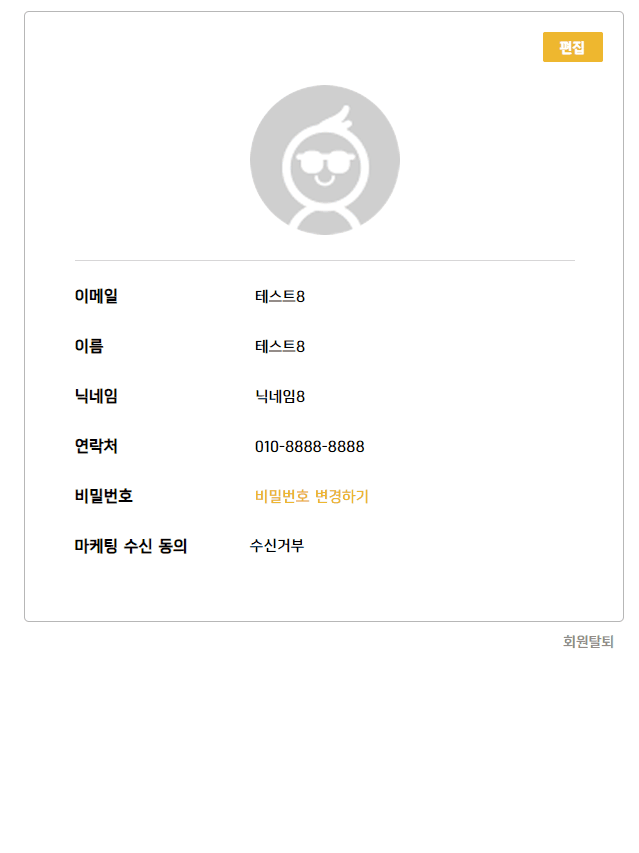 편집
이메일 테스트8
이름 테스트8
닉네임 닉네임8
연락처 010-8888-8888
비밀번호 비밀번호 변경하기
마케팅 수신 동의 수신거부
회원탈퇴